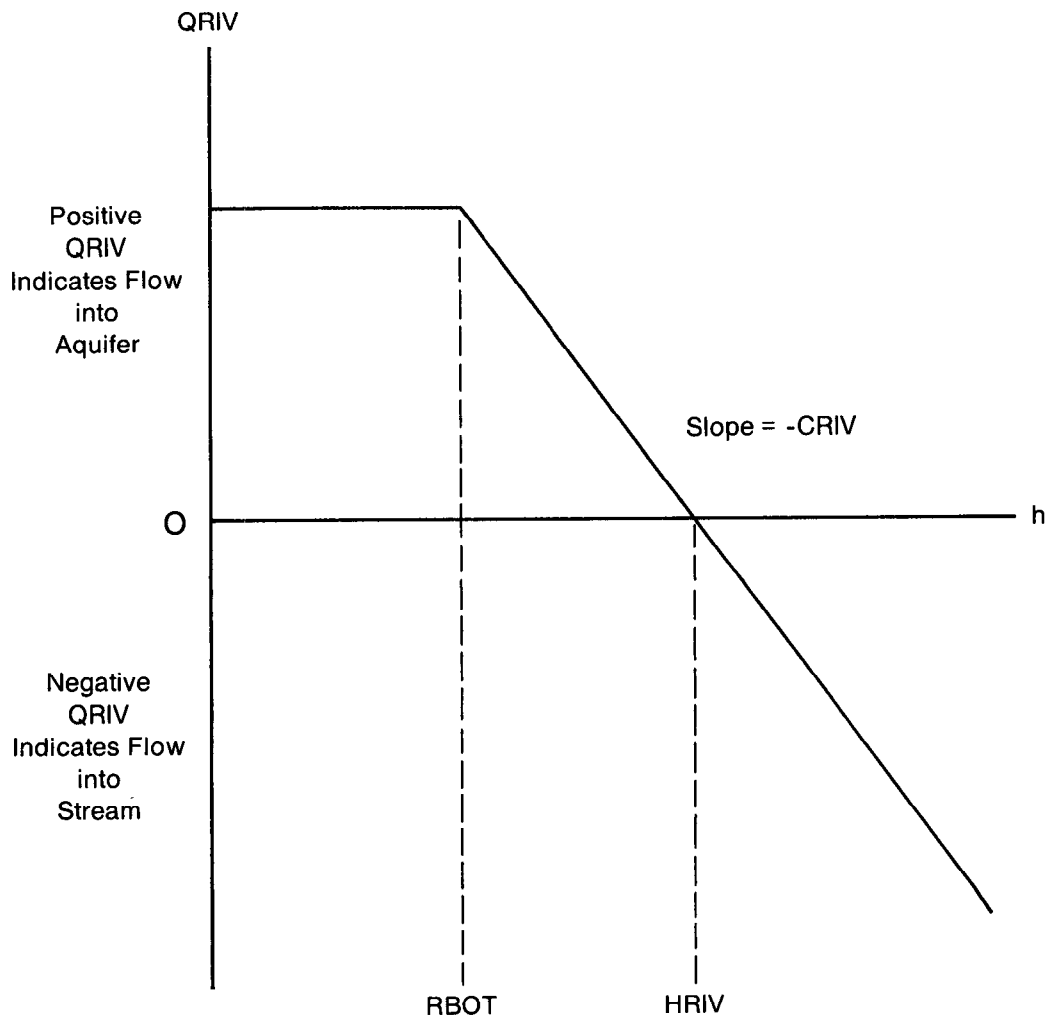 QRIV
Positive
QRIV
Indicates Flow
into
Aquifer
Slope = -CRIV
O
h
Negative
QRIV
Indicates Flow
into
Stream
RBOT
HRIV